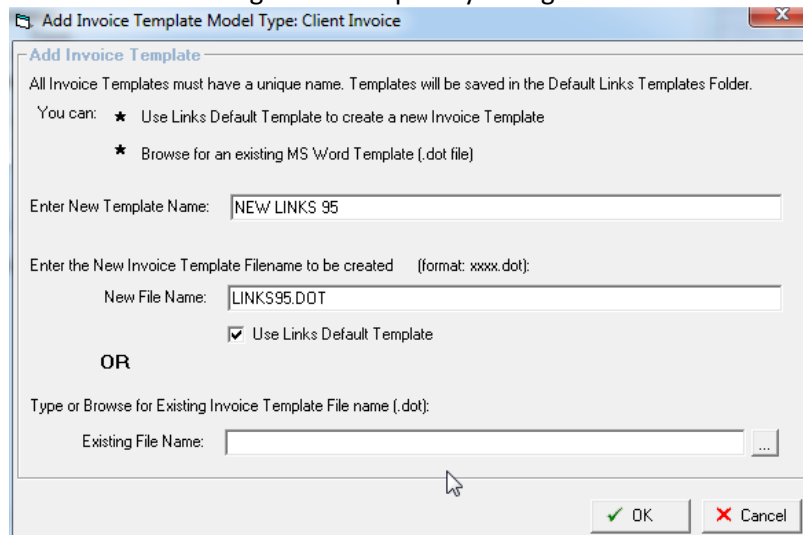 Add Invoice Template Model Type: Client Invoice
Add Invoice Template
All Invoice Templates must have a unique name. Templates will be saved in the Default Links Templates Folder.
You can: * Use Links Default Template to create a new Invoice Template
* Browse for an existing MS Word Template (.dot file)
Enter New Template Name: NEW LINKS 95
Enter the New Invoice Template Filename to be created (format: xxxx.dot):
New File Name: LINKS95.DOT
Use Links Default Template
OR
Type or Browse for Existing Invoice Template File name (.dot):
Existing File Name: ...
OK Cancel